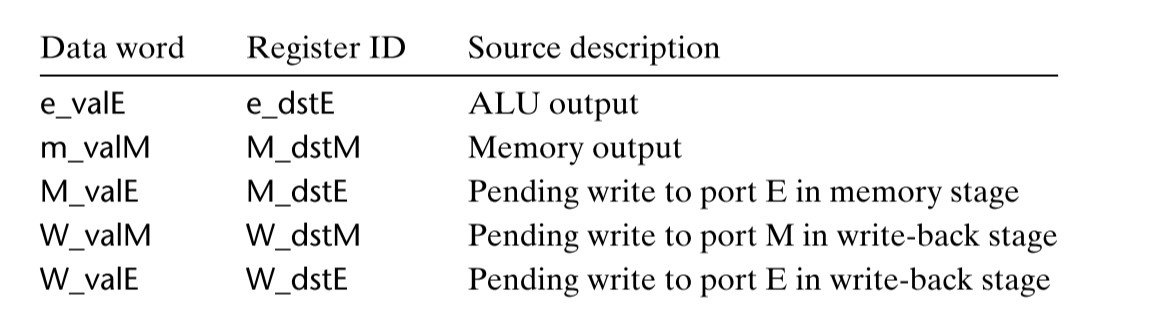 Data word Register ID Source description
e_valE e_dstE ALU output
m_valM M_dstM Memory output
M_valE M_dstE Pending write to port E in memory stage
W_valM W_dstM Pending write to port M in write-back stage
W_valE W_dstE Pending write to port E in write-back stage